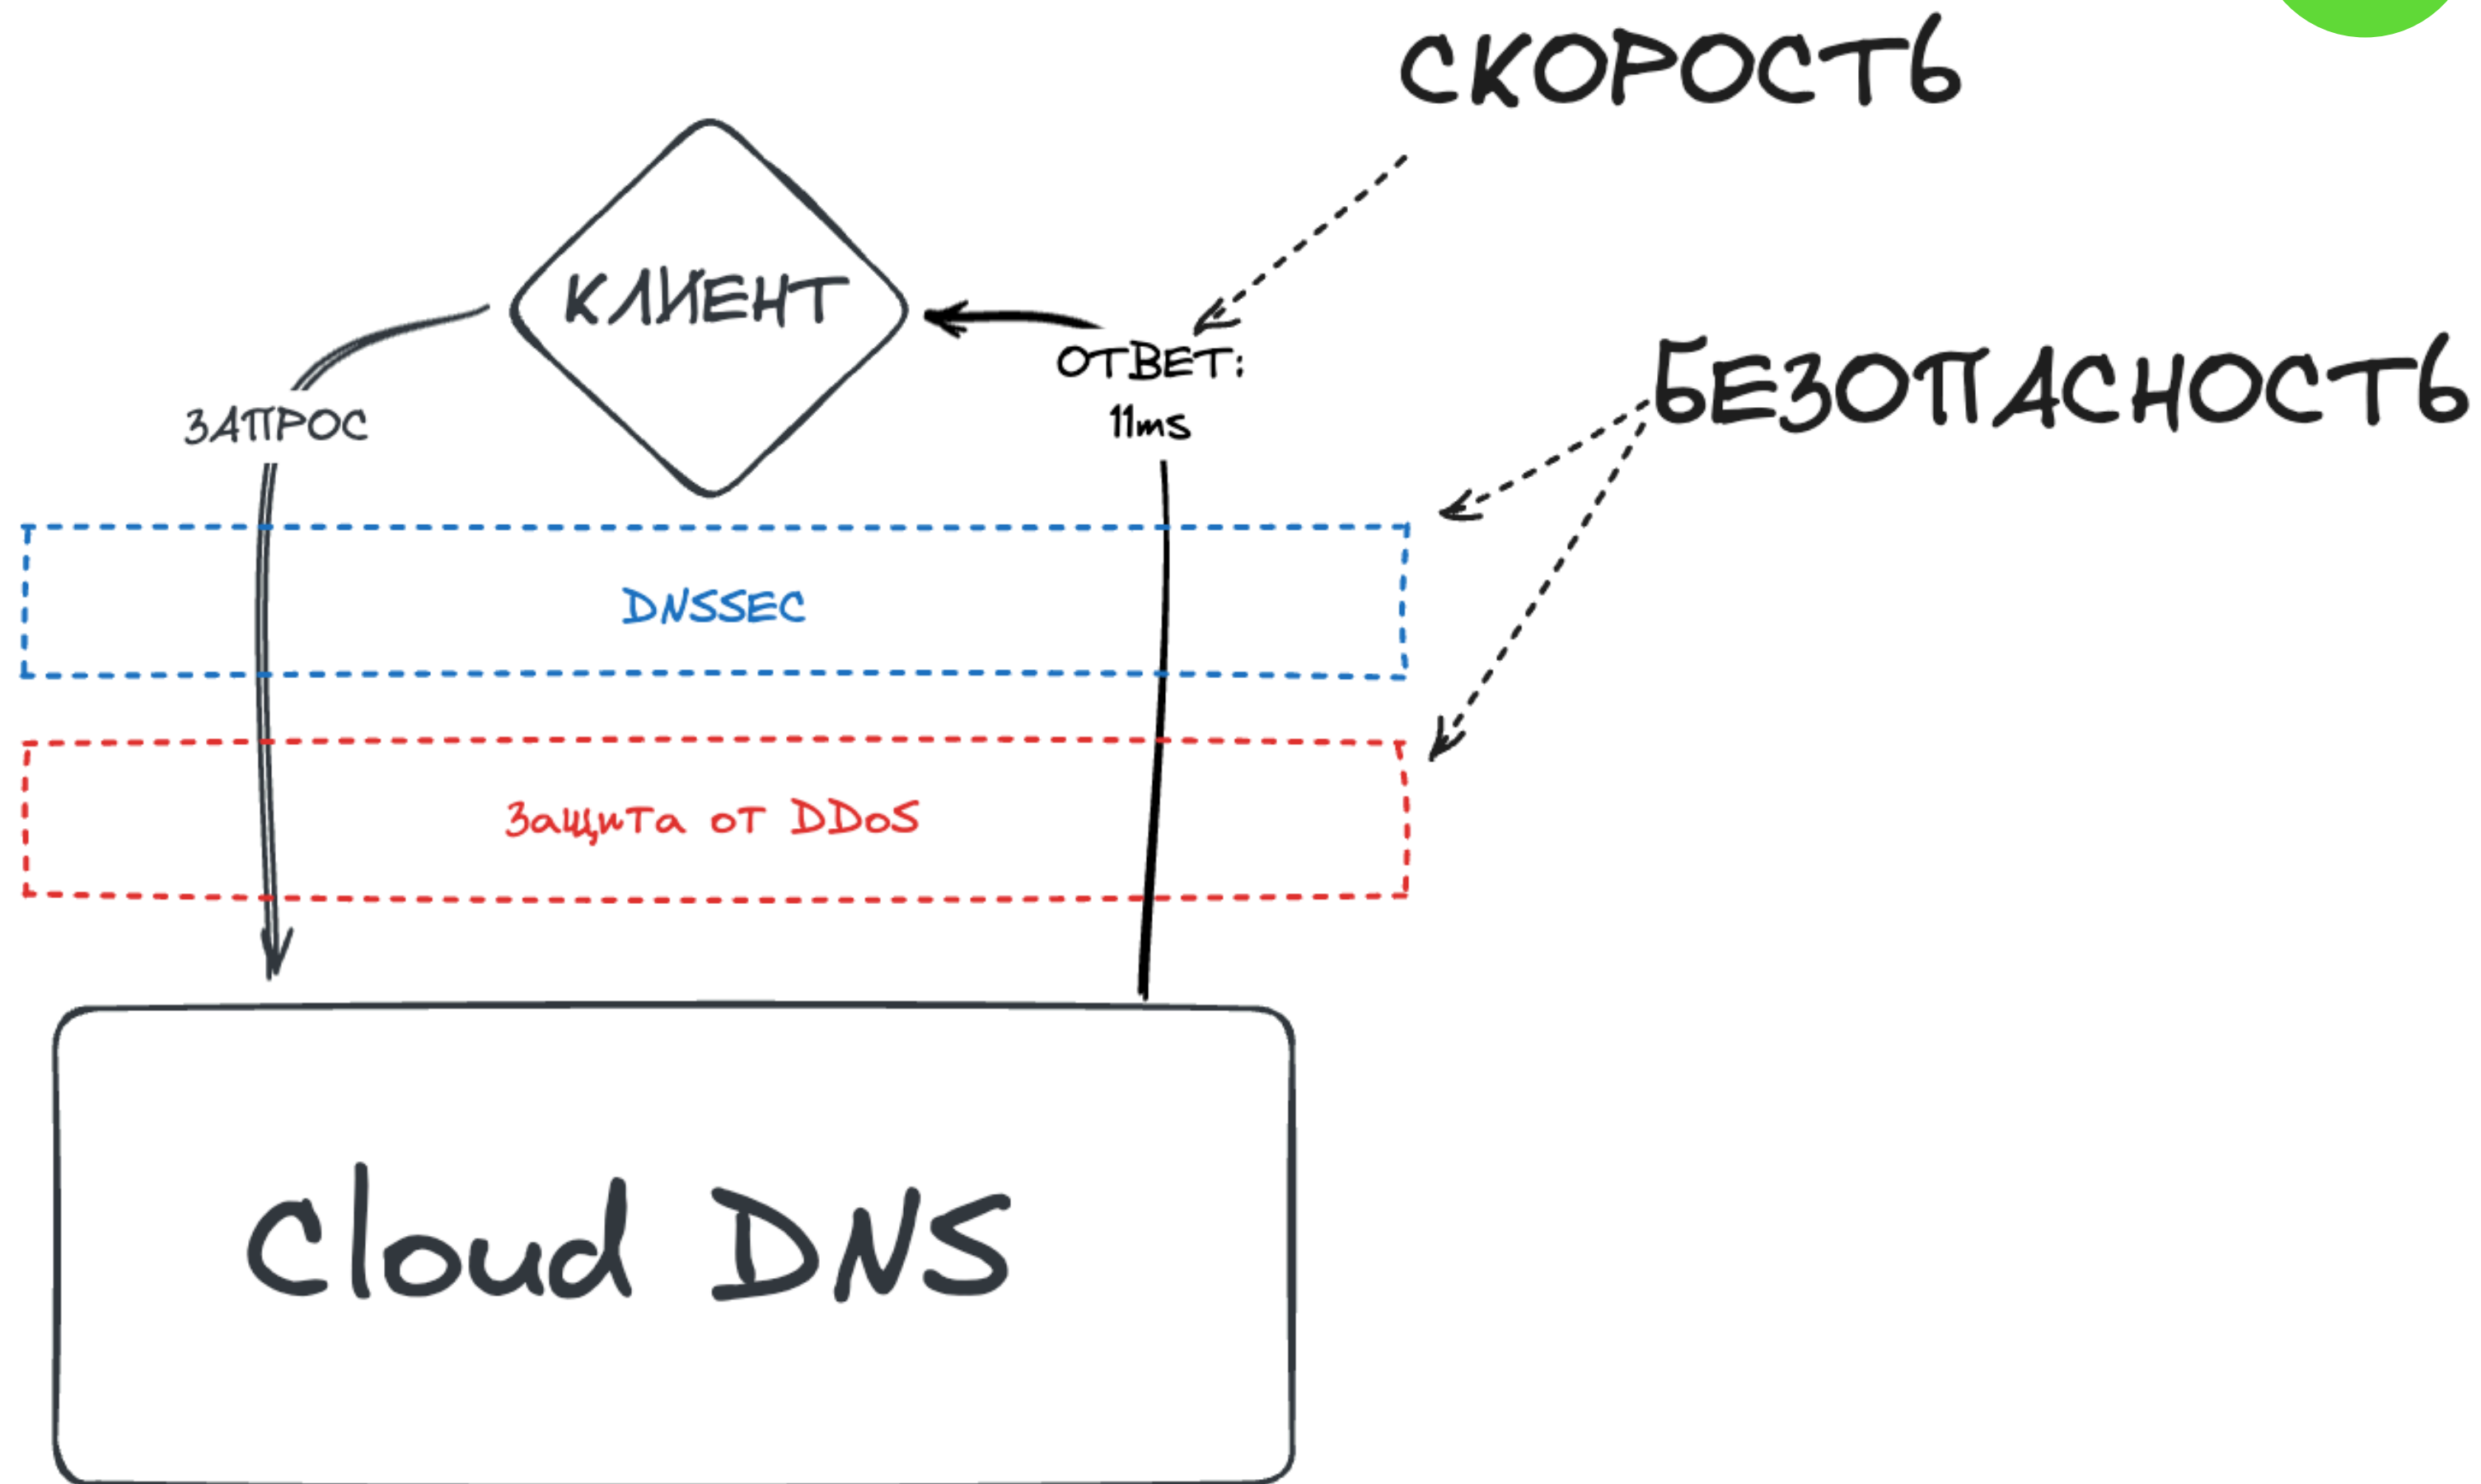 СКОРОСТЬ
КЛИЕНТ
ОТВЕТ:
11ms
БЕЗОПАСНОСТЬ
ЗАПРОС
DNSSEC
Защита от DDoS
Cloud DNS